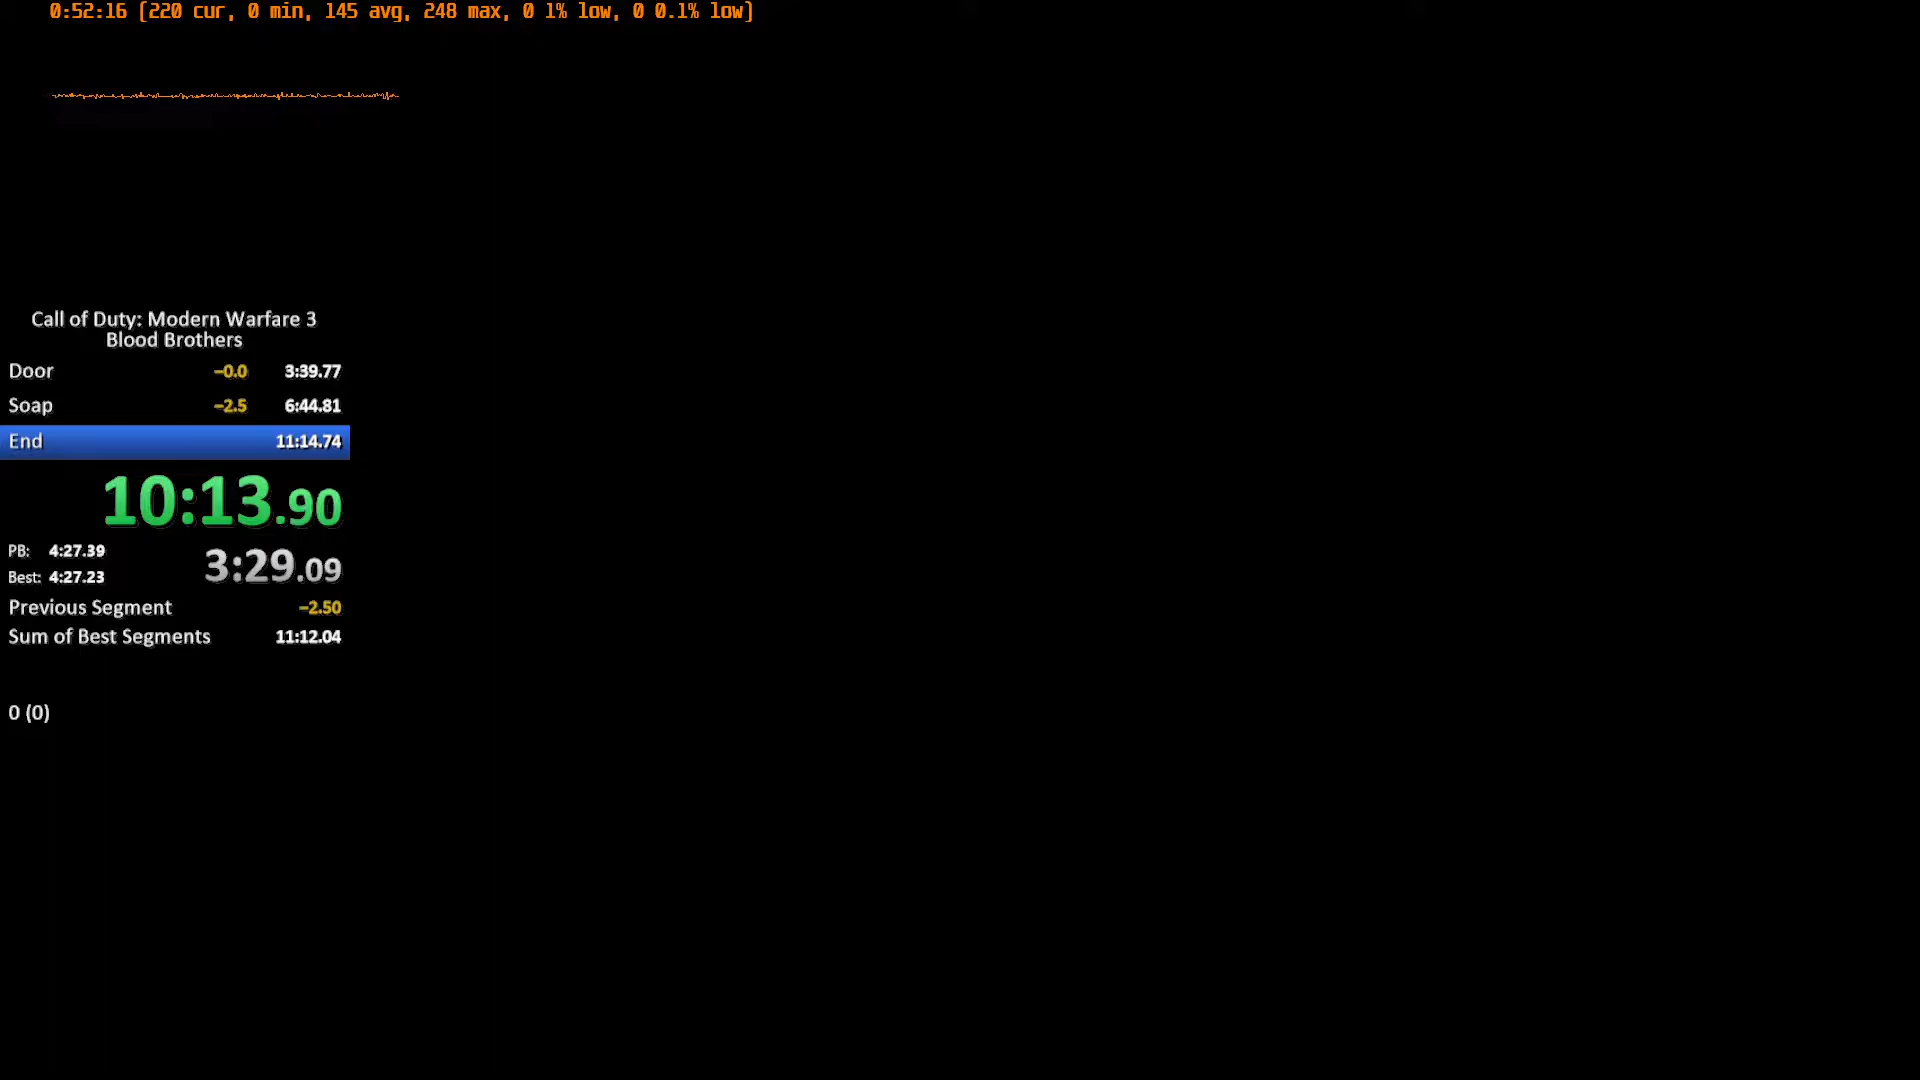 0:52:16 [220 cur, 0 min, 145 avg, 248 max, 0 1% low, 0 0.1% low]
Call of Duty: Modern Warfare 3
Blood Brothers
Door −0.0 3:39.77
Soap −2.5 6:44.81
End 11:14.74
10:13.90
PB: 4:27.39 3:29.09
Best: 4:27.23
Previous Segment −2.50
Sum of Best Segments 11:12.04
0 (0)